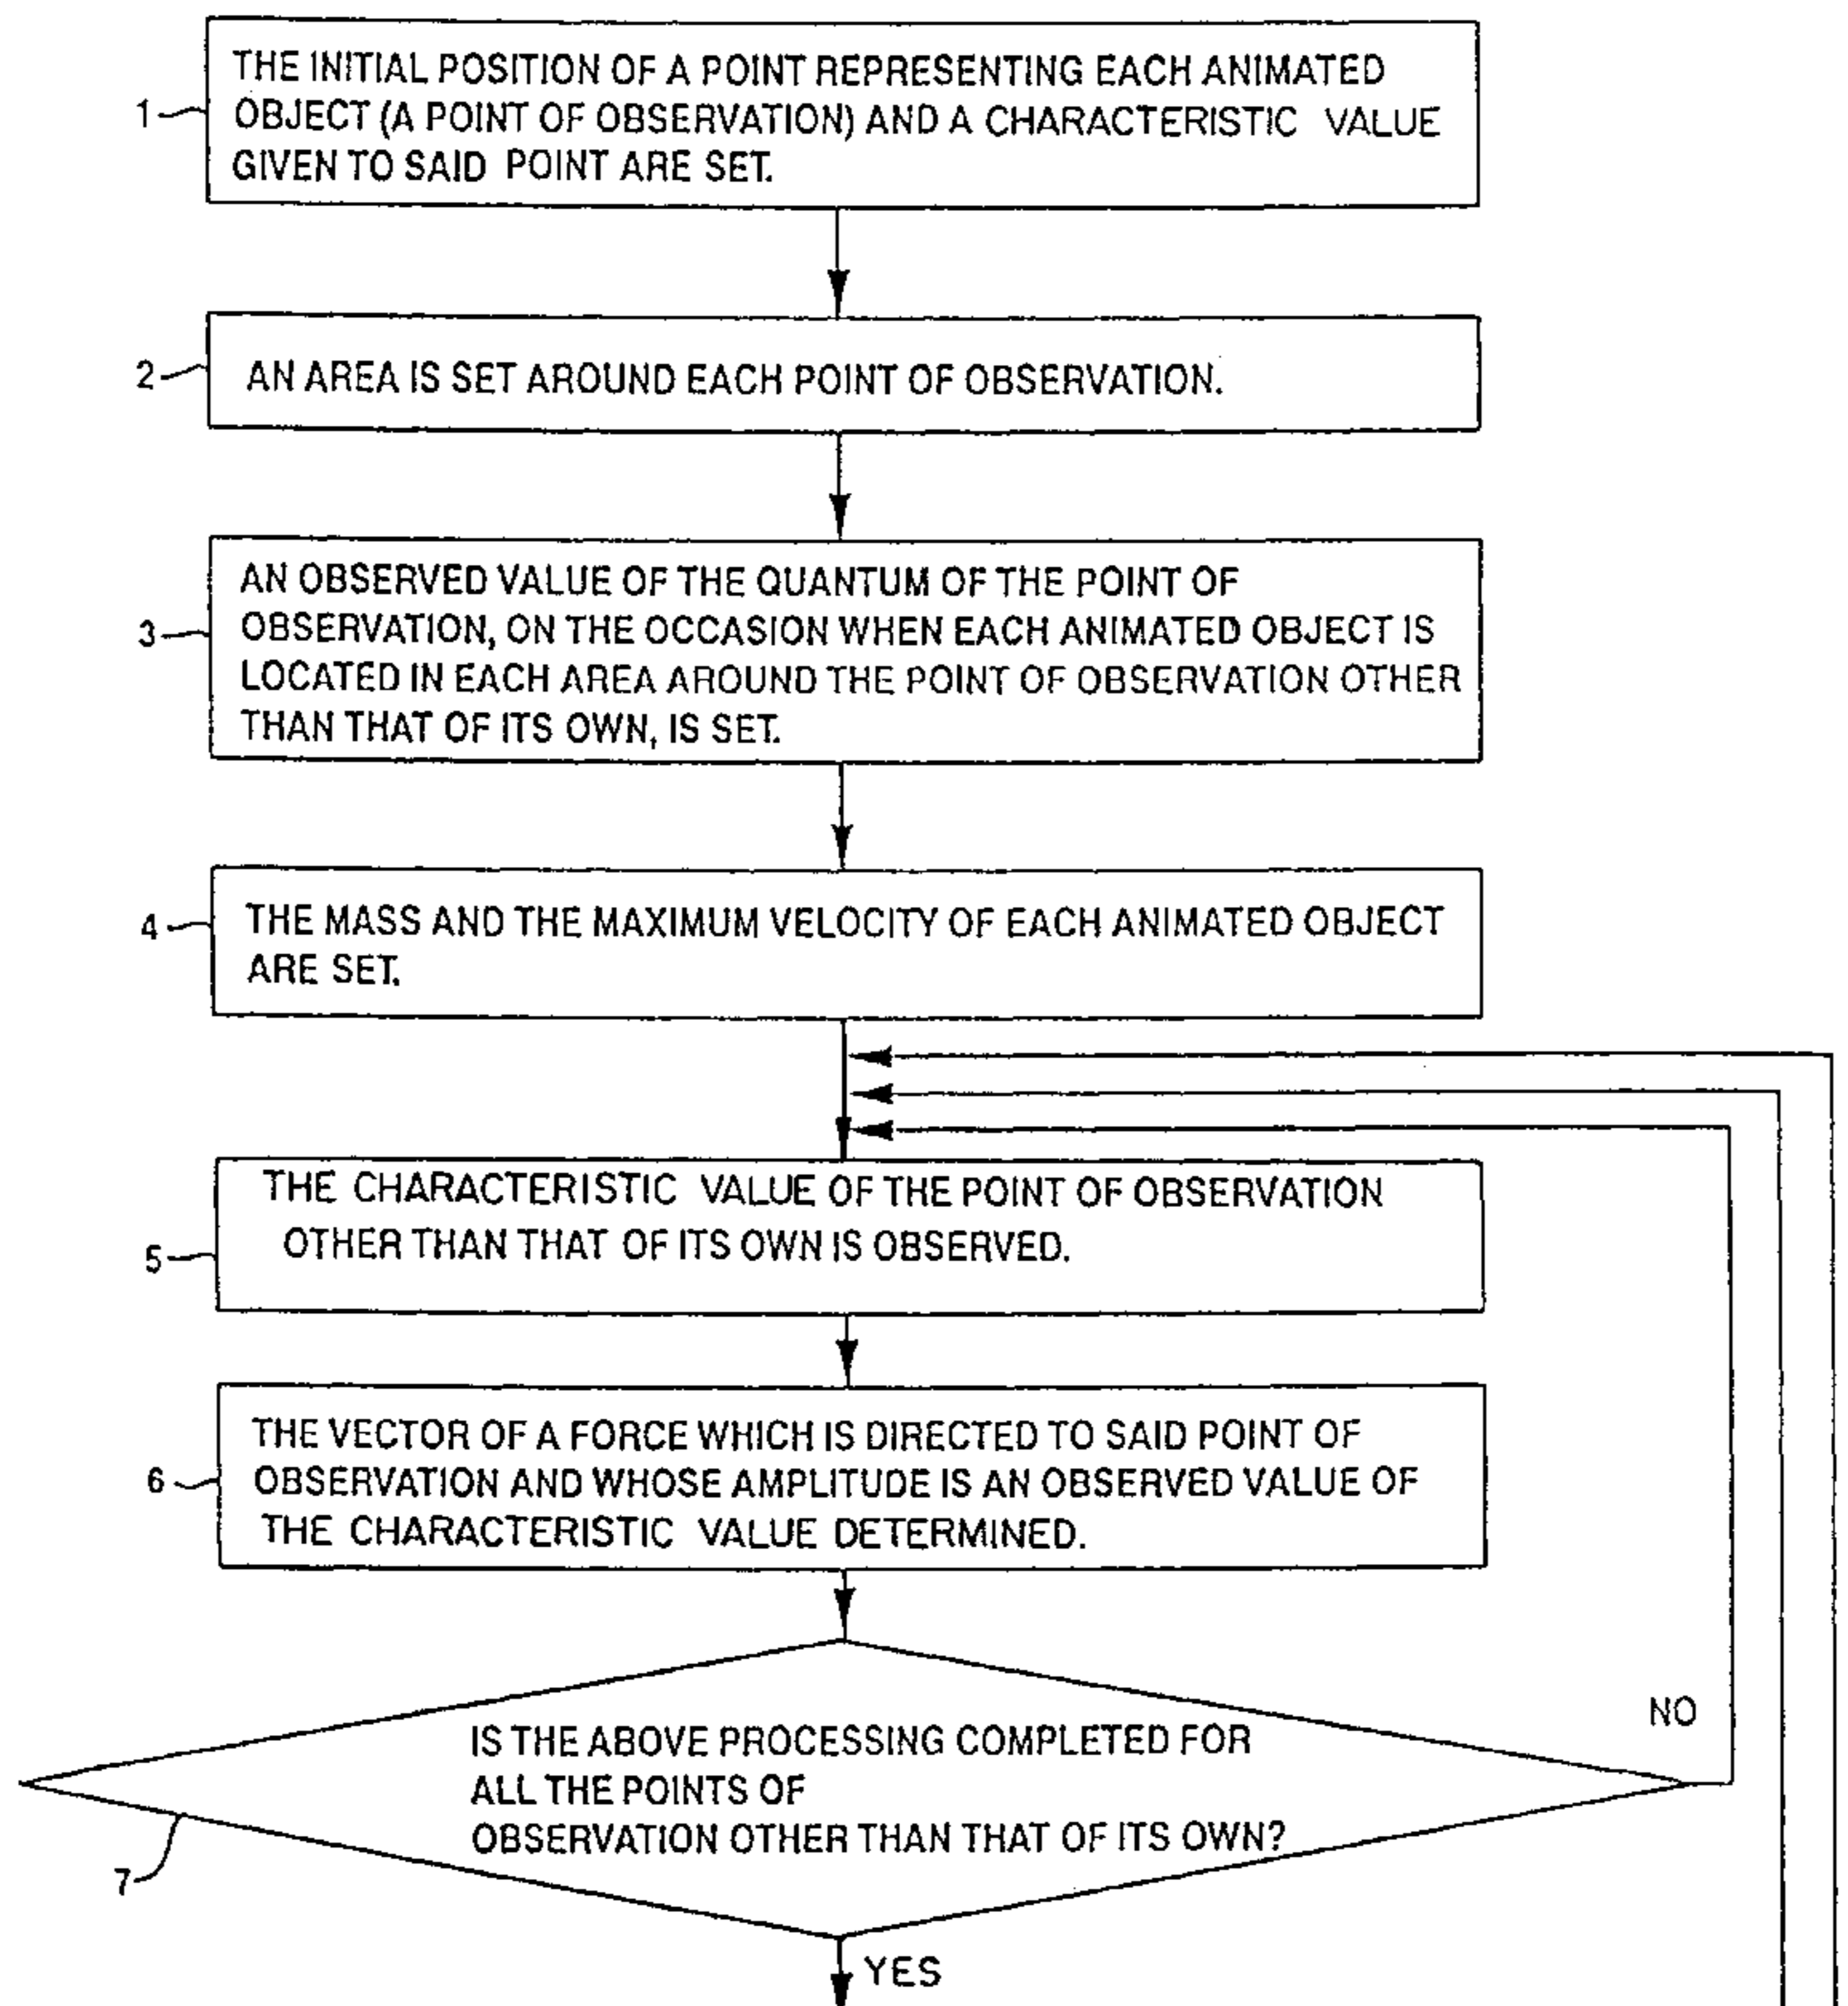 THE INITIAL POSITION OF A POINT REPRESENTING EACH ANIMATED
1
OBJECT (A POINT OF OBSERVATION) AND A CHARACTERISTIC VALUE
GIVEN TO SAID POINT ARE SET.
2
AN AREA IS SET AROUND EACH POINT OF OBSERVATION.
AN OBSERVED VALUE OF THE QUANTUM OF THE POINT OF
3
OBSERVATION, ON THE OCCASION WHEN EACH ANIMATED OBJECT IS
LOCATED IN EACH AREA AROUND THE POINT OF OBSERVATION OTHER
THAN THAT OF ITS OWN, IS SET.
4
THE MASS AND THE MAXIMUM VELOCITY OF EACH ANIMATED OBJECT
ARE SET.
THE CHARACTERISTIC VALUE OF THE POINT OF OBSERVATION
5
OTHER THAN THAT OF ITS OWN IS OBSERVED.
THE VECTOR OF A FORCE WHICH IS DIRECTED TO SAID POINT OF
6
OBSERVATION AND WHOSE AMPLITUDE IS AN OBSERVED VALUE OF
THE CHARACTERISTIC VALUE DETERMINED.
NO
IS THE ABOVE PROCESSING COMPLETED FOR
ALL THE POINTS OF
OBSERVATION OTHER THAN THAT OF ITS OWN?
7
YES